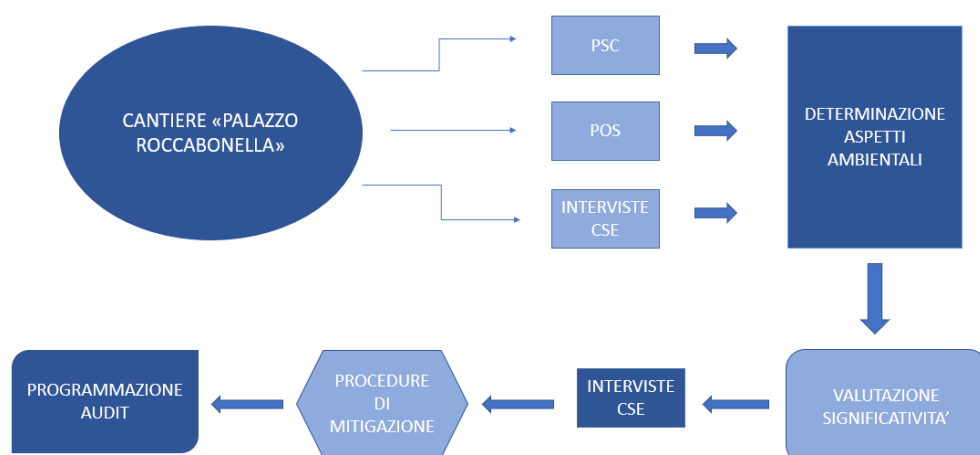 CANTIERE «PALAZZO
ROCCABONELLA»
PSC
POS
INTERVISTE
CSE
DETERMINAZIONE
ASPETTI
AMBIENTALI
VALUTAZIONE
SIGNIFICATIVITA’
INTERVISTE
CSE
PROCEDURE
DI
MITIGAZIONE
PROGRAMMAZIONE
AUDIT